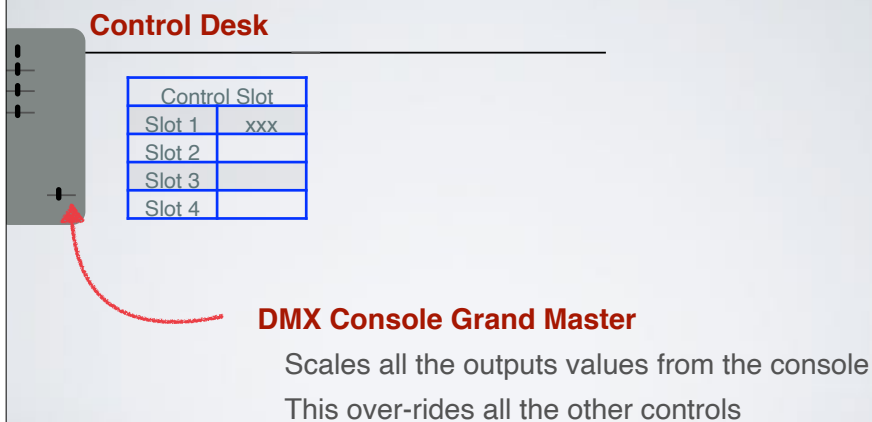 Control Desk
Control Slot
Slot 1 xxx
Slot 2
Slot 3
Slot 4
DMX Console Grand Master
Scales all the outputs values from the console
This over-rides all the other controls